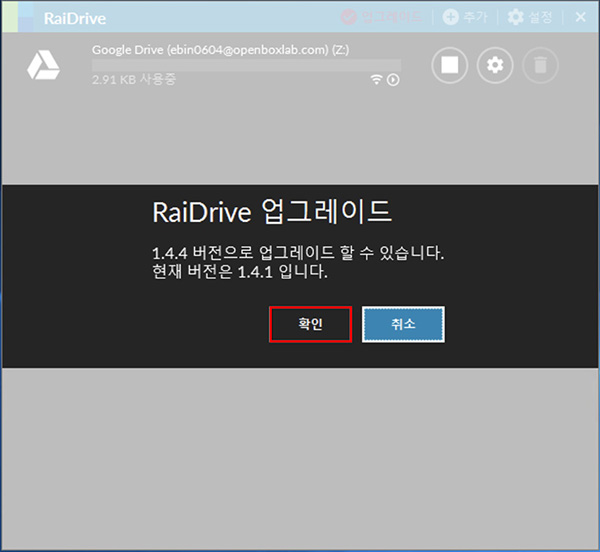 RaiDrive 업그레이드 | 추가 | 설정 | ×
Google Drive (ebin0604@openboxlab.com) (Z:)
2.91 KB 사용중
RaiDrive 업그레이드
1.4.4 버전으로 업그레이드 할 수 있습니다.
현재 버전은 1.4.1 입니다.
확인 취소